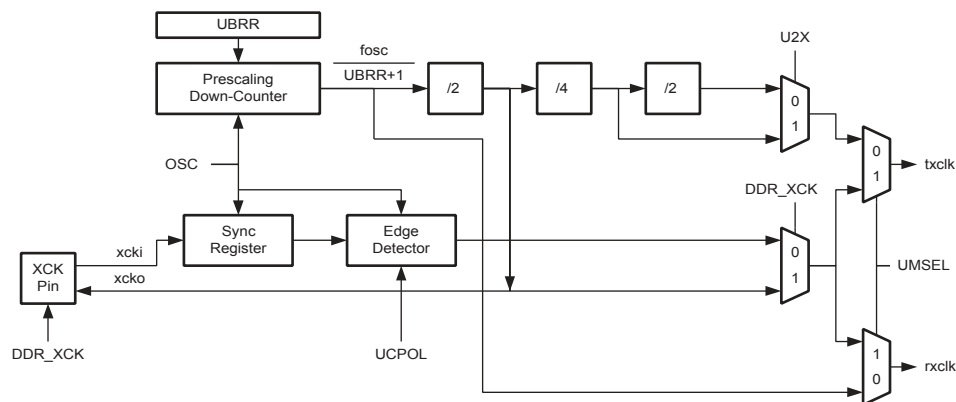 UBRR
U2X
fosc
UBRR+1
Prescaling
Down-Counter
/2
/4
/2
0
1
OSC
0
1
txclk
DDR_XCK
xcki
Sync
Register
Edge
Detector
0
1
UMSEL
XCK
Pin
xcko
DDR_XCK
UCPOL
1
0
rxclk